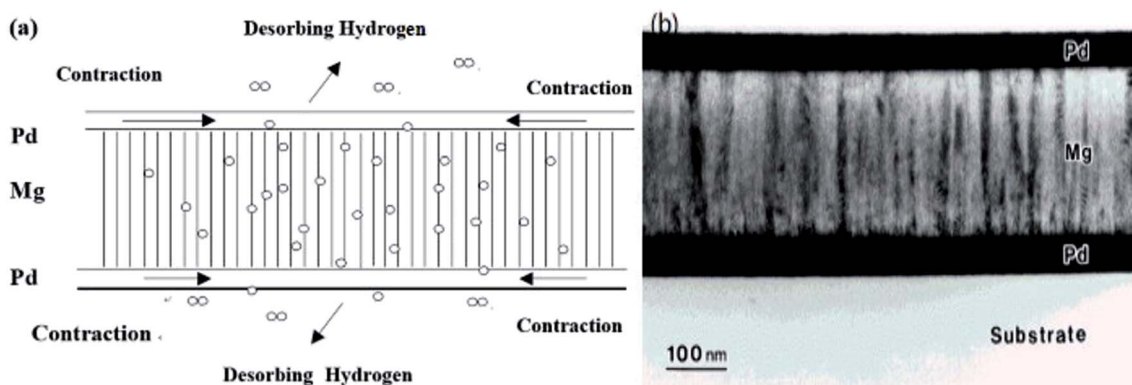 (a)
Desorbing Hydrogen
Contraction
Contraction
Pd
Mg
Pd
Contraction
Contraction
Desorbing Hydrogen
(b)
Pd
Mg
Pd
Substrate
100 nm